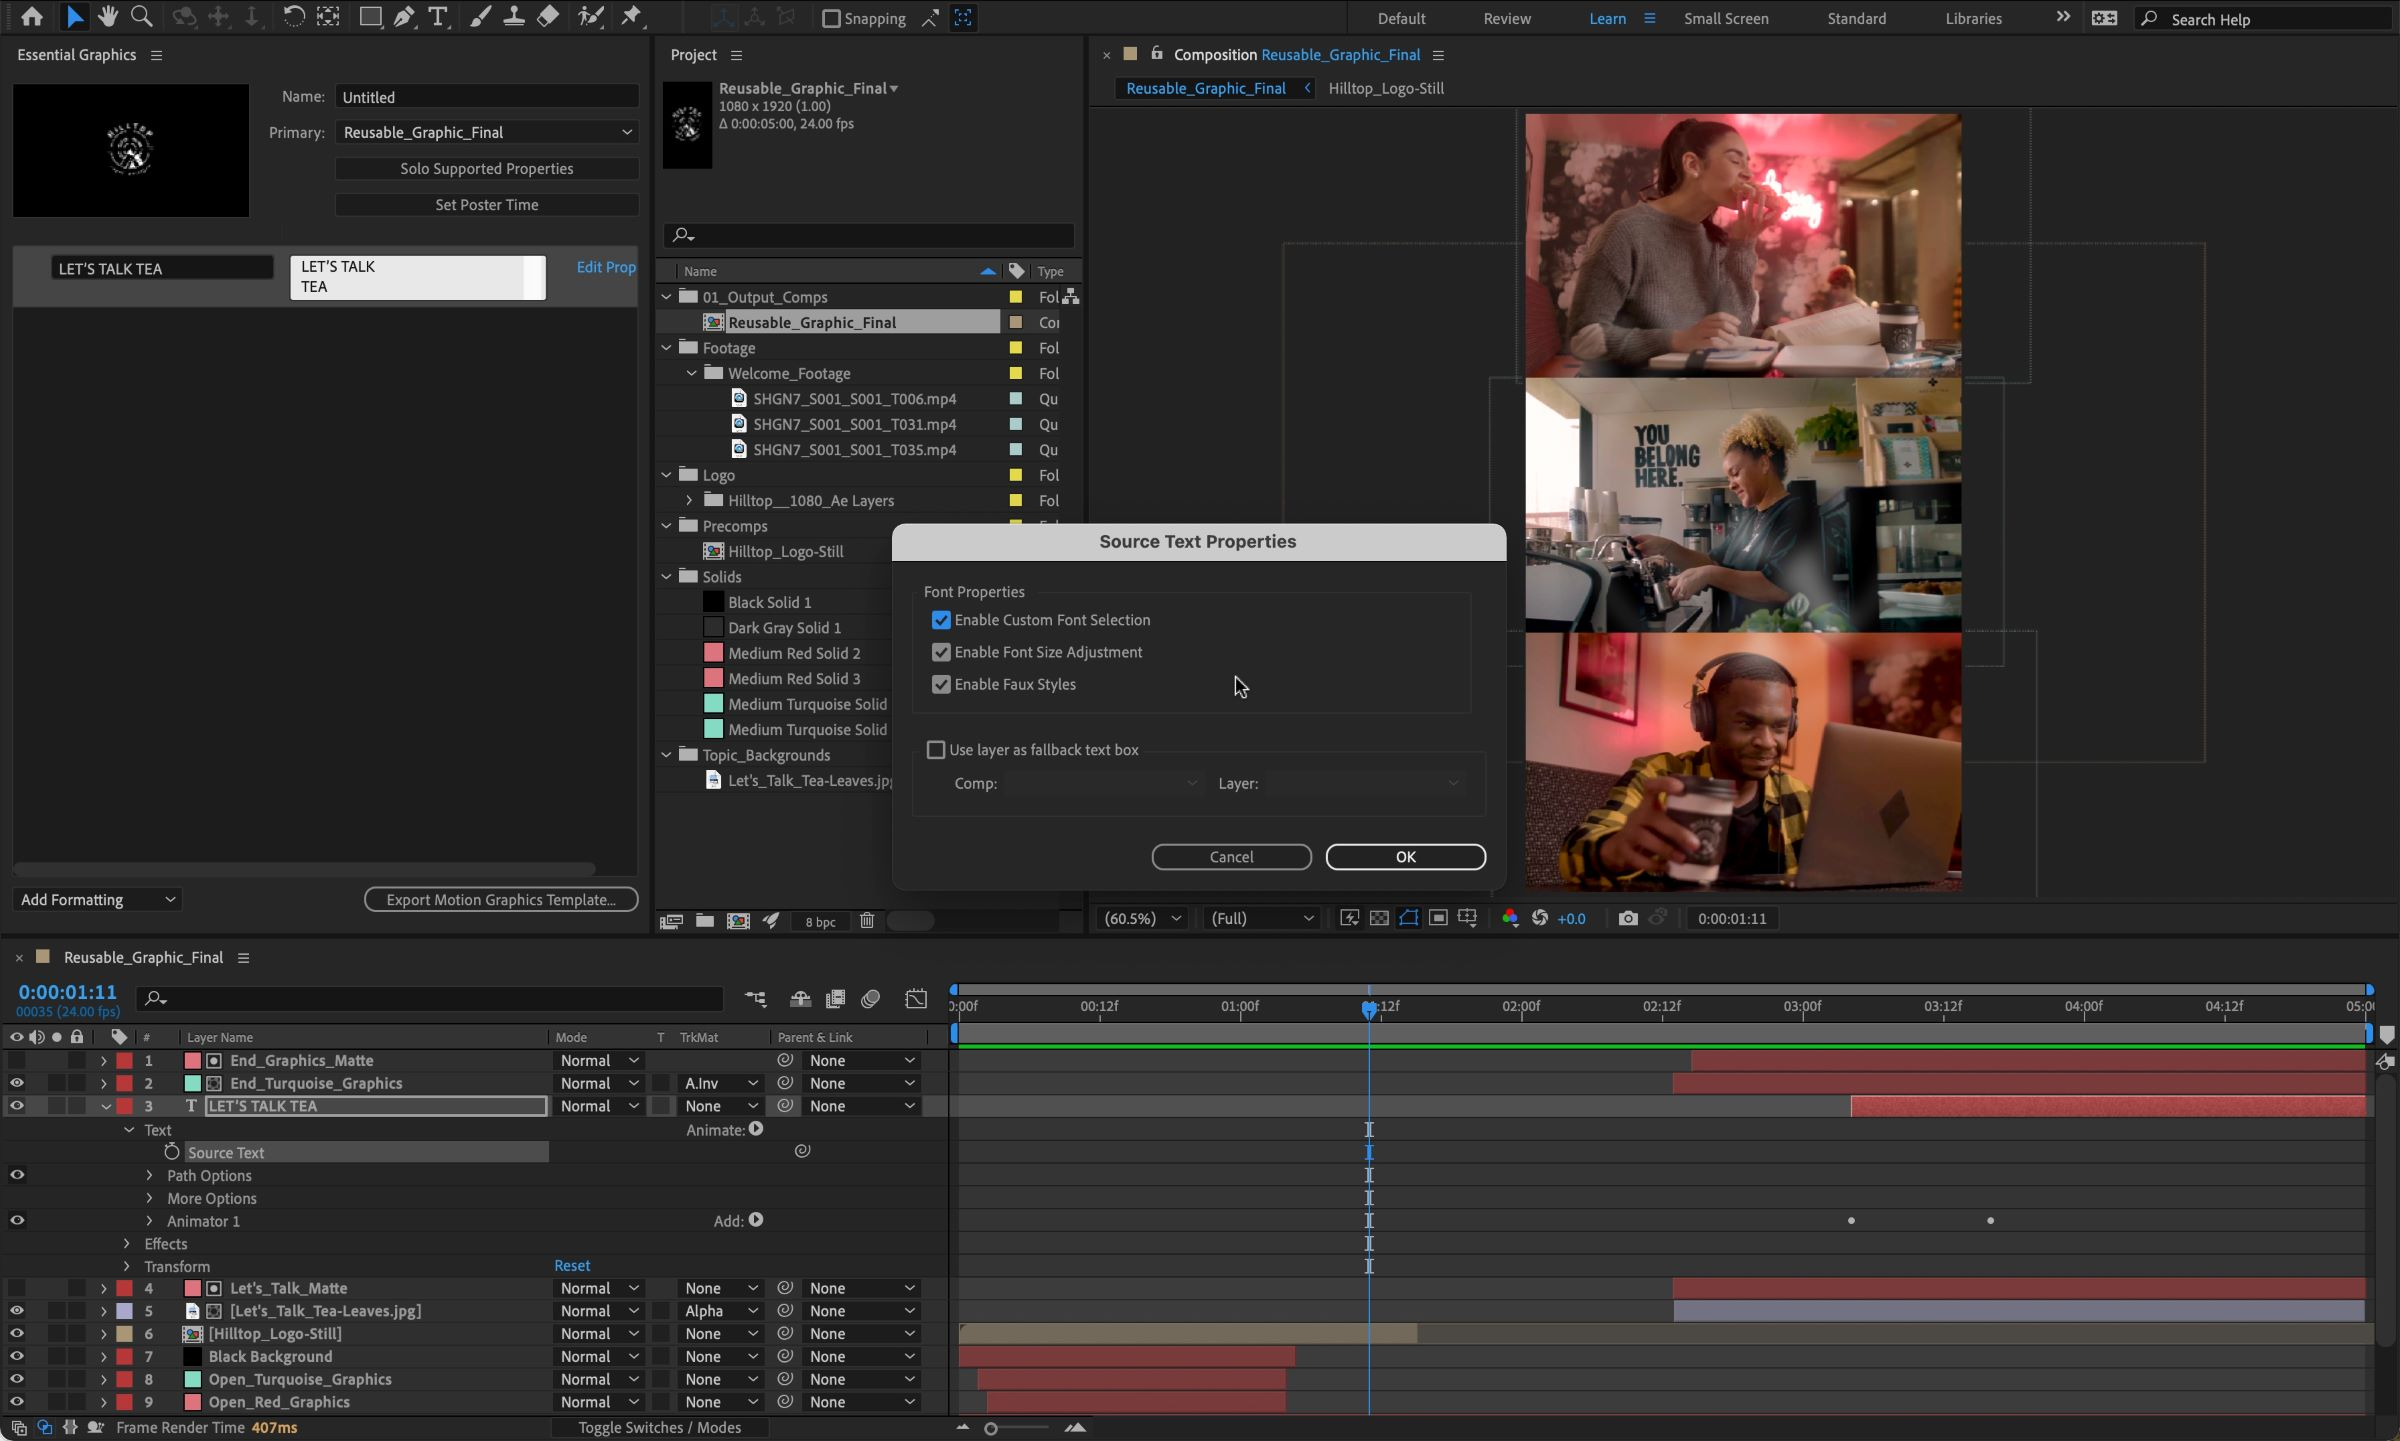 Snapping
Default
Review
Learn
Small Screen
Standard
Libraries
Search Help
Essential Graphics
Name:
Untitled
Primary:
Reusable_Graphic_Final
Solo Supported Properties
Set Poster Time
LET'S TALK TEA
LET'S TALK
TEA
Edit Prop
Add Formatting
Export Motion Graphics Template...
Project
Reusable_Graphic_Final
1080 x 1920 (1.00)
Δ 0:00:05:00, 24.00 fps
Name
Type
01_Output_Comps
Fol
Reusable_Graphic_Final
Co
Footage
Fol
Welcome_Footage
Fol
SHGN7_S001_S001_T006.mp4
Qu
SHGN7_S001_S001_T031.mp4
Qu
SHGN7_S001_S001_T035.mp4
Qu
Logo
Fol
Hilltop__1080_Ae Layers
Fol
Precomps
Hilltop_Logo-Still
Solids
Black Solid 1
Dark Gray Solid 1
Medium Red Solid 2
Medium Red Solid 3
Medium Turquoise Solid
Medium Turquoise Solid
Topic_Backgrounds
Let's_Talk_Tea-Leaves.jp
8 bpc
Composition Reusable_Graphic_Final
Reusable_Graphic_Final
Hilltop_Logo-Still
YOU
BELONG
HERE.
Source Text Properties
Font Properties
Enable Custom Font Selection
Enable Font Size Adjustment
Enable Faux Styles
Use layer as fallback text box
Comp:
Layer:
Cancel
OK
(60.5%)
(Full)
+0.0
0:00:01:11
Reusable_Graphic_Final
0:00:01:11
00035 (24.00 fps)
0:00f
00:12f
01:00f
:12f
02:00f
02:12f
03:00f
03:12f
04:00f
04:12f
05:0
#
Layer Name
Mode
T
TrkMat
Parent & Link
1 End_Graphics_Matte Normal None
2 End_Turquoise_Graphics Normal A.Inv None
3 T LET'S TALK TEA Normal None None
Text Animate:
Source Text
Path Options
More Options
Animator 1 Add:
Effects
Transform Reset
4 Let's_Talk_Matte Normal None None
5 [Let's_Talk_Tea-Leaves.jpg] Normal Alpha None
6 [Hilltop_Logo-Still] Normal None None
7 Black Background Normal None None
8 Open_Turquoise_Graphics Normal None None
9 Open_Red_Graphics Normal None None
Frame Render Time 407ms
Toggle Switches / Modes